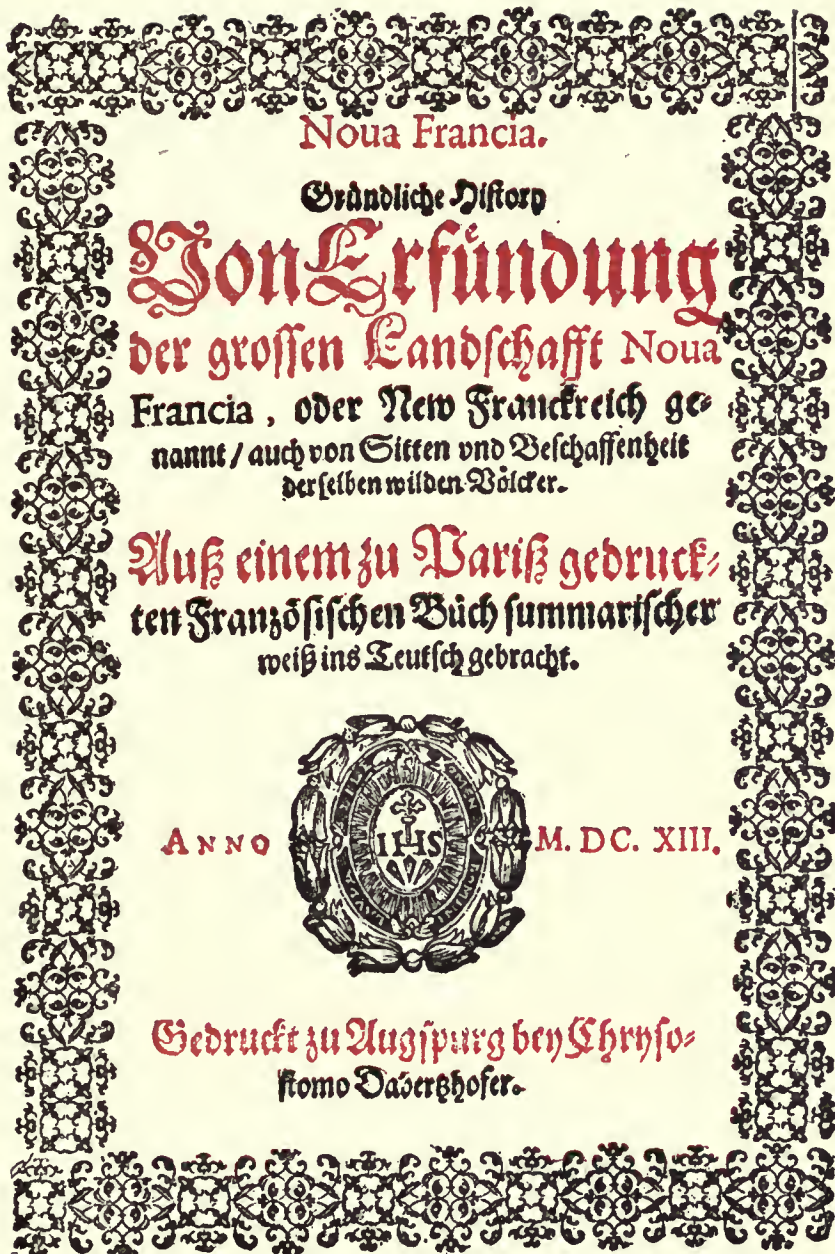 Noua Francia.
Gründliche History
Von Erfündung
der grossen Landschafft Noua
Francia, oder New Franckreich ge⸗
nannt / auch von Sitten vnd Beschaffenheit
derselben wilden Völcker.
Auß einem zu Pariß gedruck⸗
ten Französischen Büch summarischer
weiß ins Teutsch gebracht.
ANNO IHS M. DC. XIII.
Gedruckt zu Augspurg bey Chryso⸗
stomo Dabertzhofer.